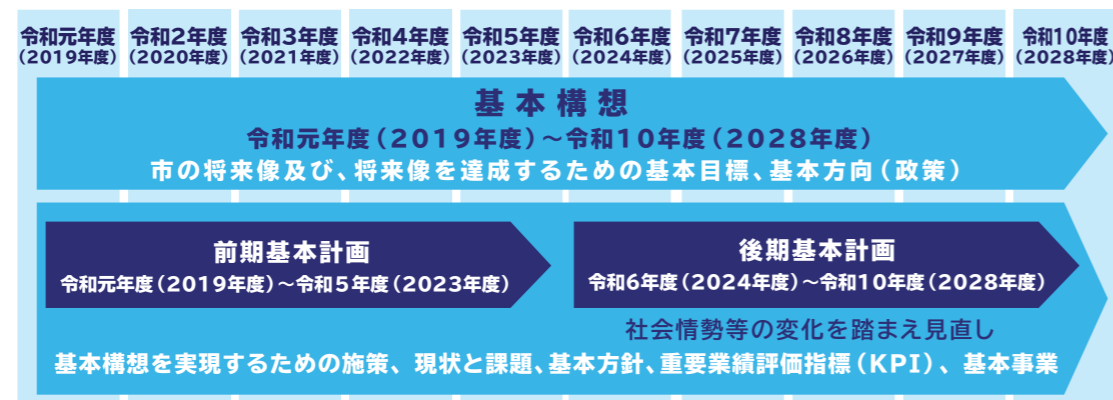 令和元年度 令和2年度 令和3年度 令和4年度 令和5年度 令和6年度 令和7年度 令和8年度 令和9年度 令和10年度
(2019年度) (2020年度) (2021年度) (2022年度) (2023年度) (2024年度) (2025年度) (2026年度) (2027年度) (2028年度)
基本構想
令和元年度(2019年度)～令和10年度(2028年度)
市の将来像及び、将来像を達成するための基本目標、基本方向(政策)
前期基本計画
令和元年度(2019年度)～令和5年度(2023年度)
後期基本計画
令和6年度(2024年度)～令和10年度(2028年度)
社会情勢等の変化を踏まえ見直し
基本構想を実現するための施策、現状と課題、基本方針、重要業績評価指標(KPI)、基本事業